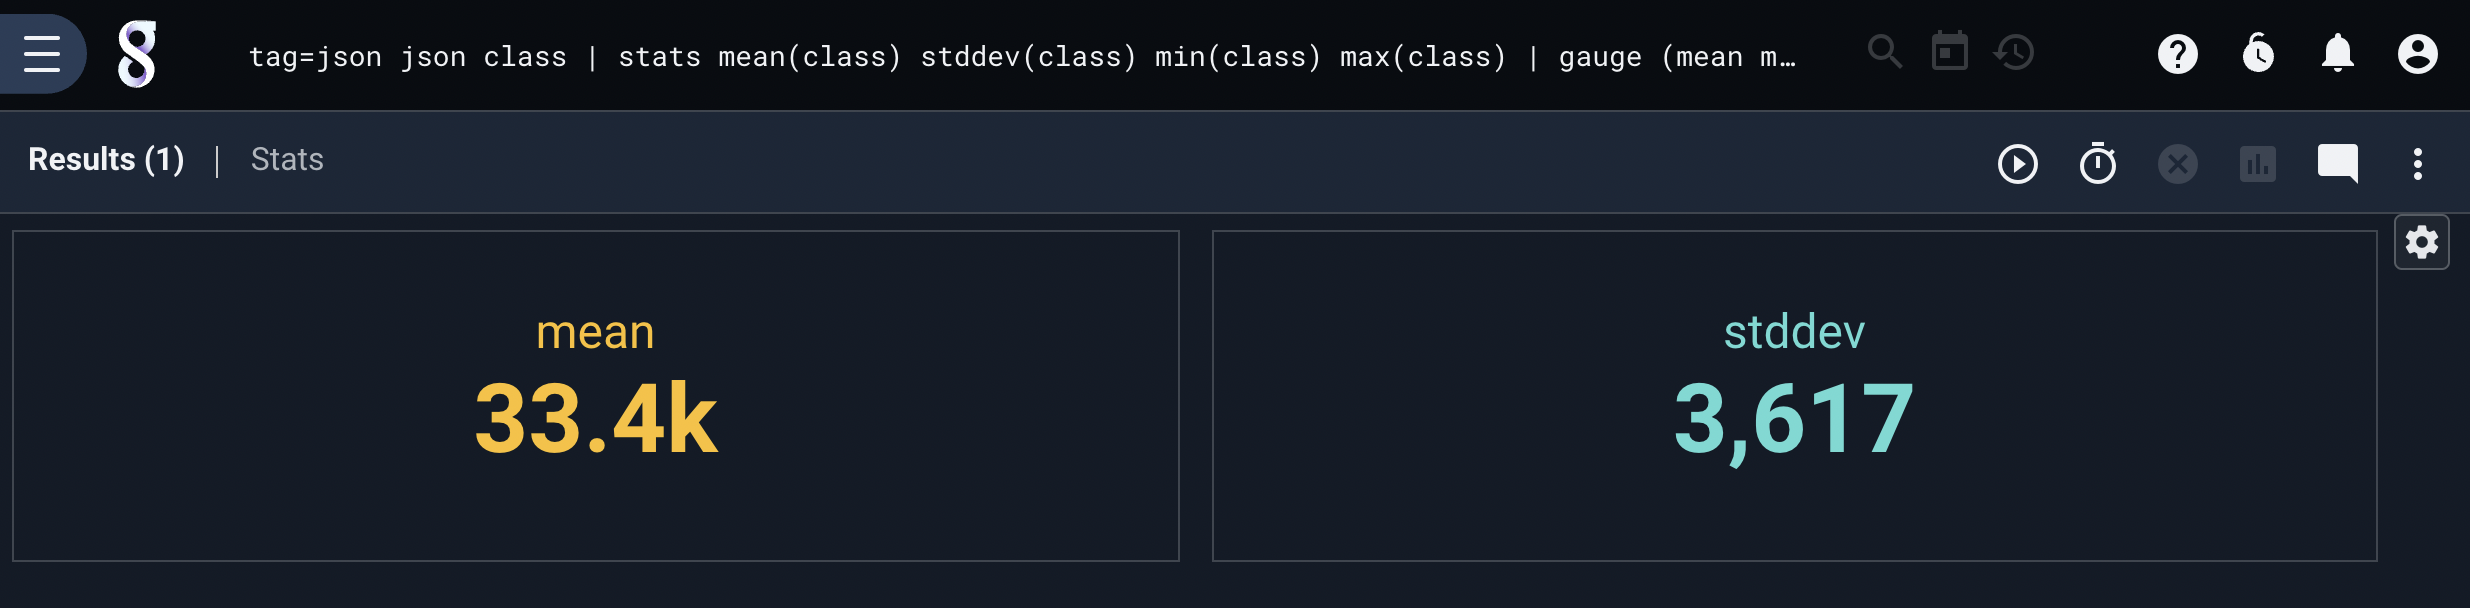 tag=json json class | stats mean(class) stddev(class) min(class) max(class) | gauge (mean m…
Results (1) | Stats
mean
33.4k
stddev
3,617